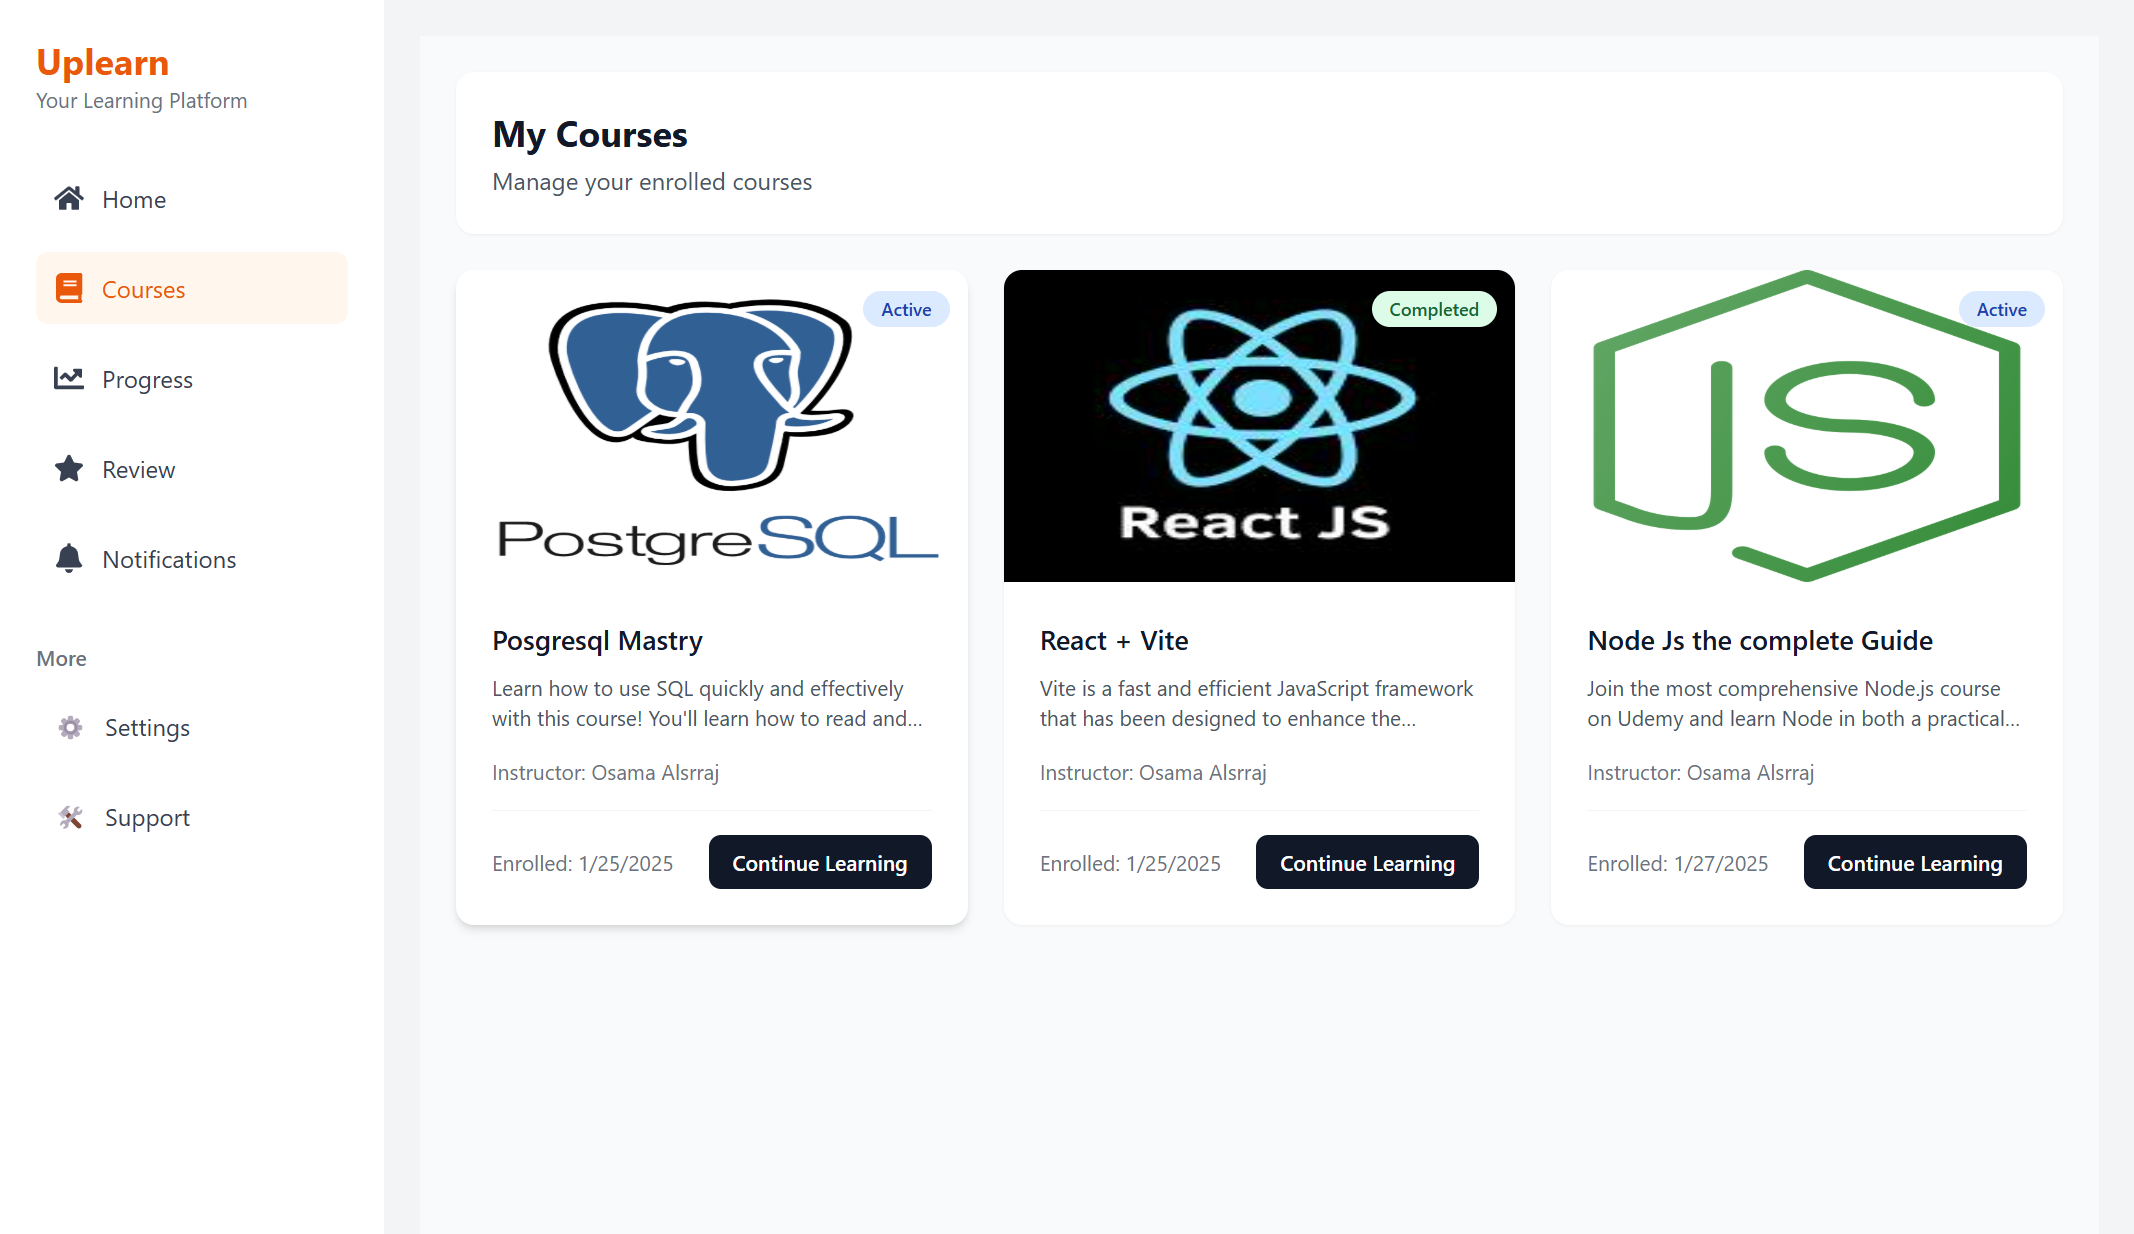 Uplearn
Your Learning Platform
Home
Courses
Progress
Review
Notifications
More
Settings
Support
My Courses
Manage your enrolled courses
Active
PostgreSQL
Posgresql Mastry
Learn how to use SQL quickly and effectively
with this course! You'll learn how to read and...
Instructor: Osama Alsrraj
Enrolled: 1/25/2025
Continue Learning
Completed
React JS
React + Vite
Vite is a fast and efficient JavaScript framework
that has been designed to enhance the...
Instructor: Osama Alsrraj
Enrolled: 1/25/2025
Continue Learning
Active
JS
Node Js the complete Guide
Join the most comprehensive Node.js course
on Udemy and learn Node in both a practical...
Instructor: Osama Alsrraj
Enrolled: 1/27/2025
Continue Learning